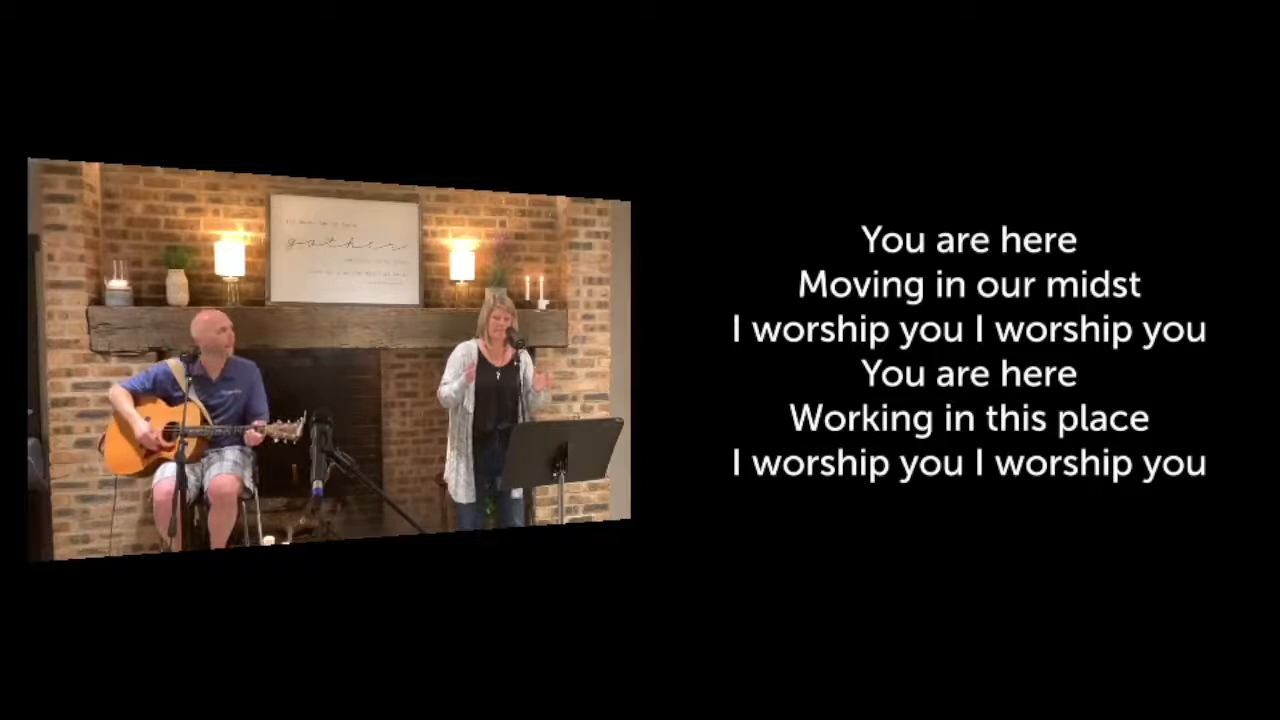 gather
You are here
Moving in our midst
I worship you I worship you
You are here
Working in this place
I worship you I worship you